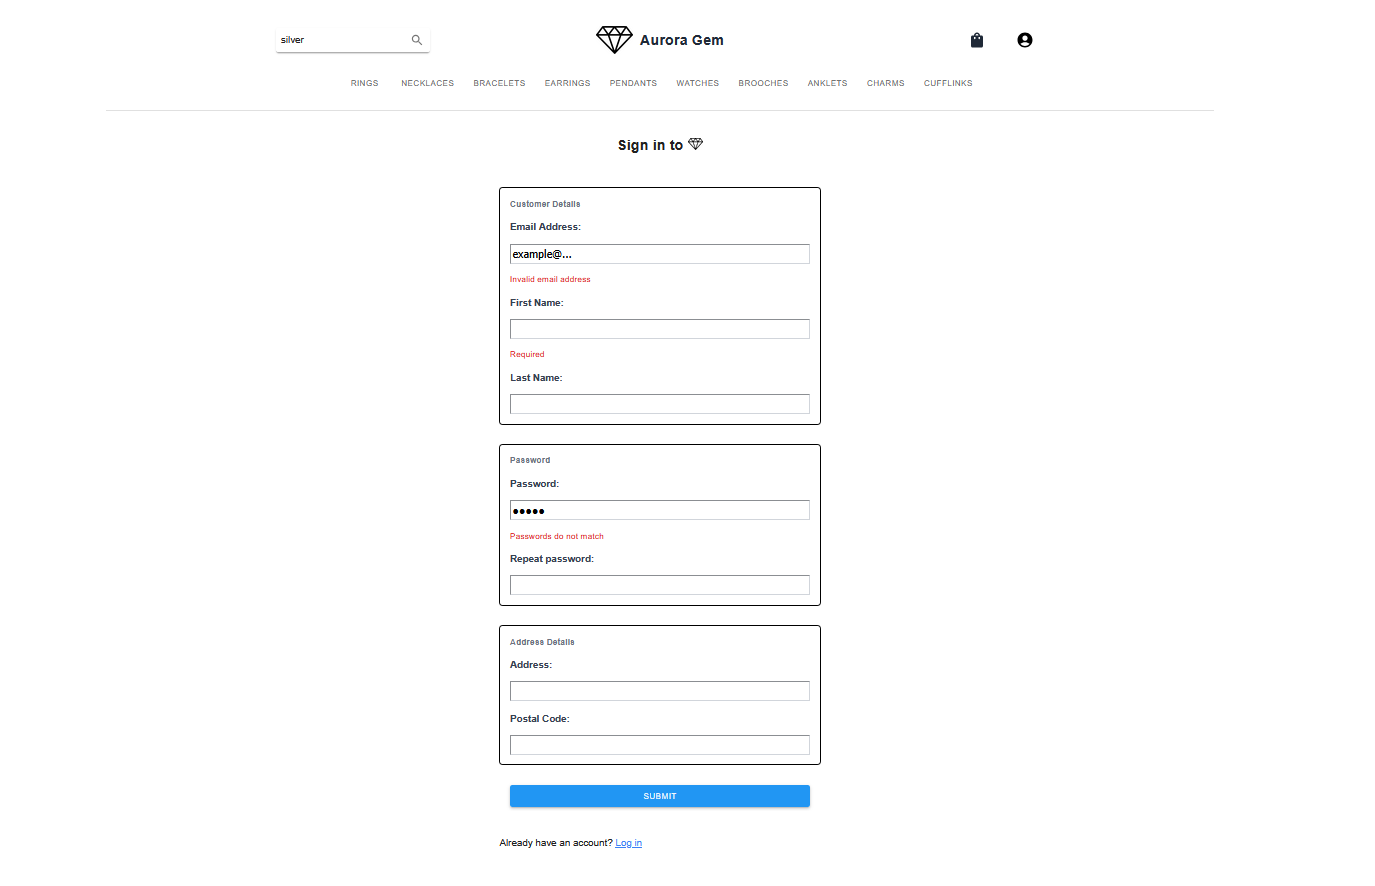 silver
Aurora Gem
RINGS NECKLACES BRACELETS EARRINGS PENDANTS WATCHES BROOCHES ANKLETS CHARMS CUFFLINKS
Sign in to
Customer Details
Email Address:
example@...
Invalid email address
First Name:
Required
Last Name:
Password
Password:
●●●●●
Passwords do not match
Repeat password:
Address Details
Address:
Postal Code:
SUBMIT
Already have an account? Log in